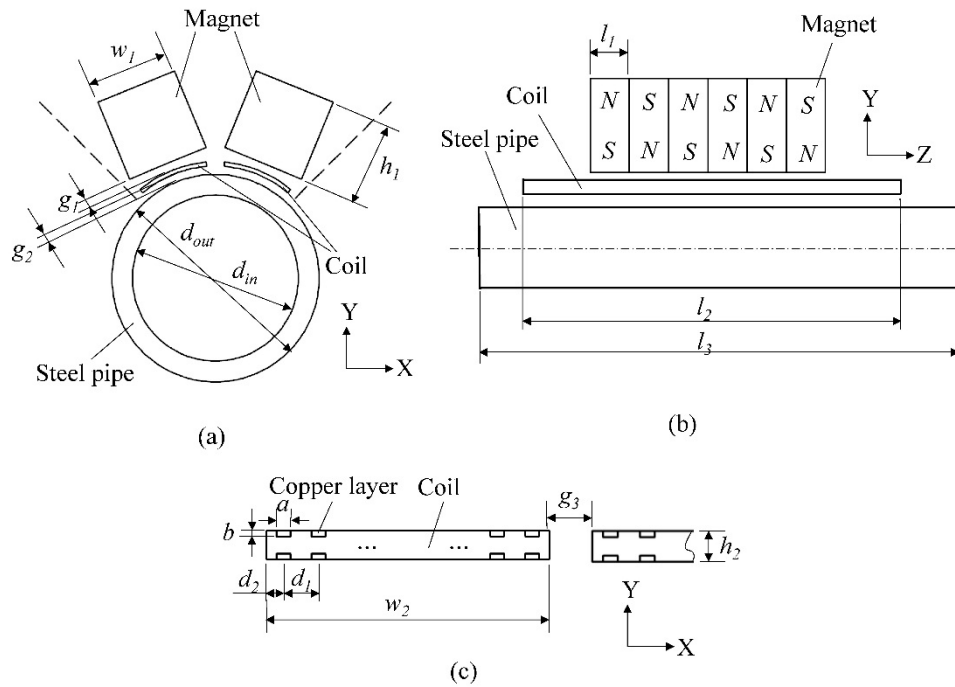 Magnet
w1
h1
g1
g2
dout
din
Coil
Steel pipe
Y
X
(a)
l1
Magnet
N S N S N S
S N S N S N
Coil
Steel pipe
Y
Z
l2
l3
(b)
Copper layer
Coil
a
b
g3
h2
... ...
d2
d1
w2
Y
X
(c)